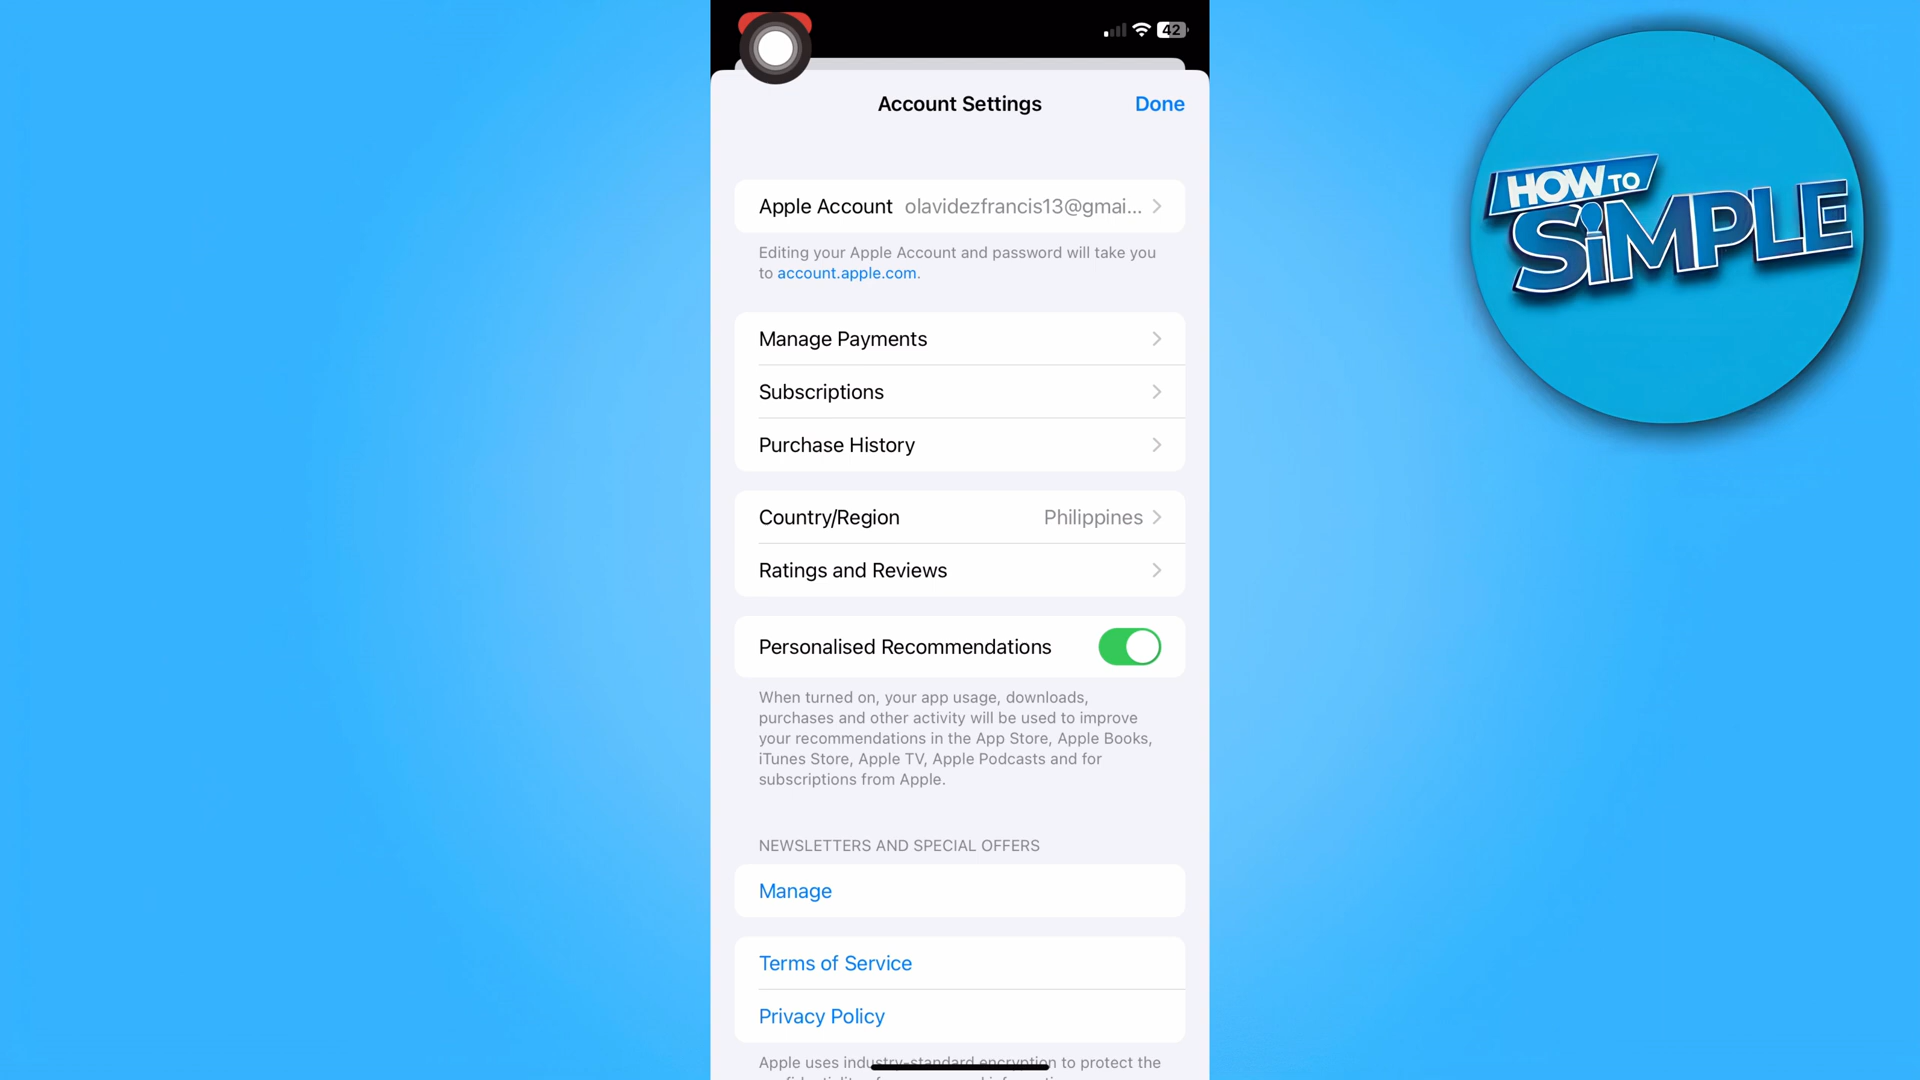 42
Account Settings
Done
Apple Account olavidezfrancis13@gmai...
Editing your Apple Account and password will take you
to account.apple.com.
Manage Payments
Subscriptions
Purchase History
Country/Region Philippines
Ratings and Reviews
Personalised Recommendations
When turned on, your app usage, downloads,
purchases and other activity will be used to improve
your recommendations in the App Store, Apple Books,
iTunes Store, Apple TV, Apple Podcasts and for
subscriptions from Apple.
NEWSLETTERS AND SPECIAL OFFERS
Manage
Terms of Service
Privacy Policy
Apple uses industry-standard encryption to protect the
HOW TO
SiMPLE